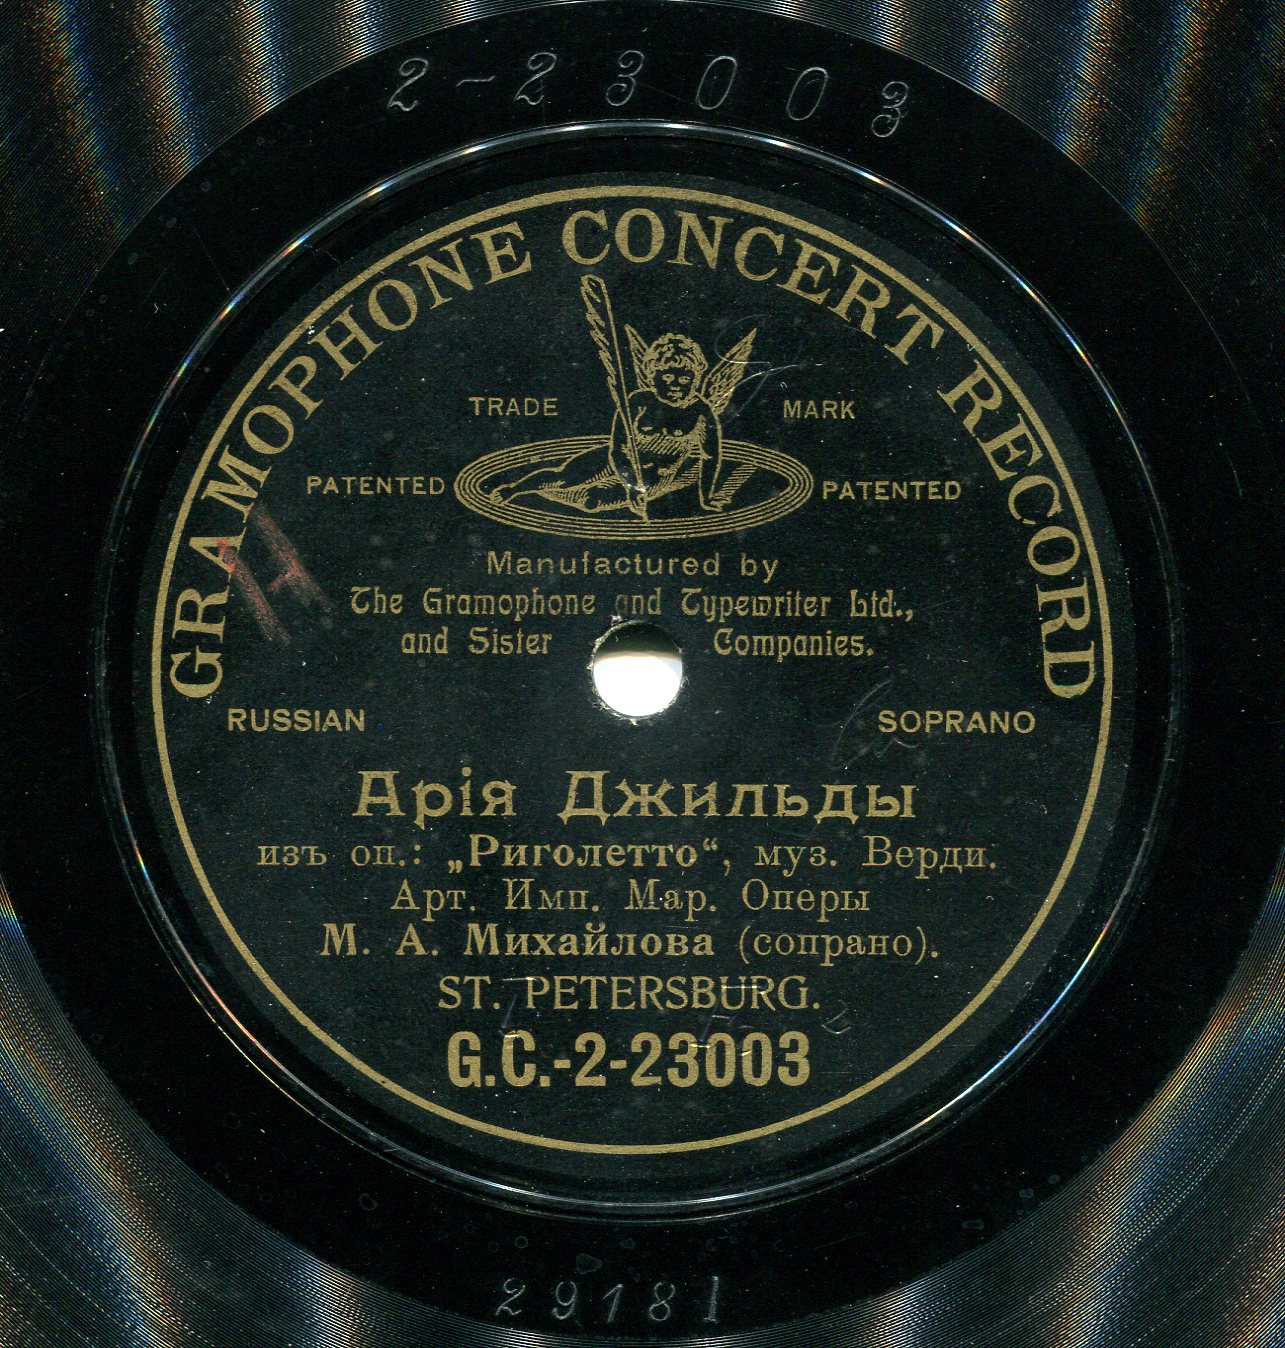 2-23003
GRAMOPHONE CONCERT RECORD
TRADE MARK
PATENTED PATENTED
Manufactured by
The Gramophone and Typewriter Ltd.,
and Sister Companies.
RUSSIAN SOPRANO
Арія Джильды
изъ оп.: „Риголетто“, муз. Верди.
Арт. Имп. Мар. Оперы
М. А. Михайлова (сопрано).
ST. PETERSBURG.
G.C.-2-23003
2918l